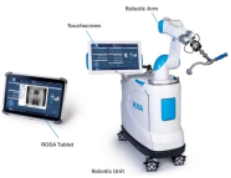 Robotic Arm
Touchscreen
ROSA
ROSA Tablet
Robotic Unit